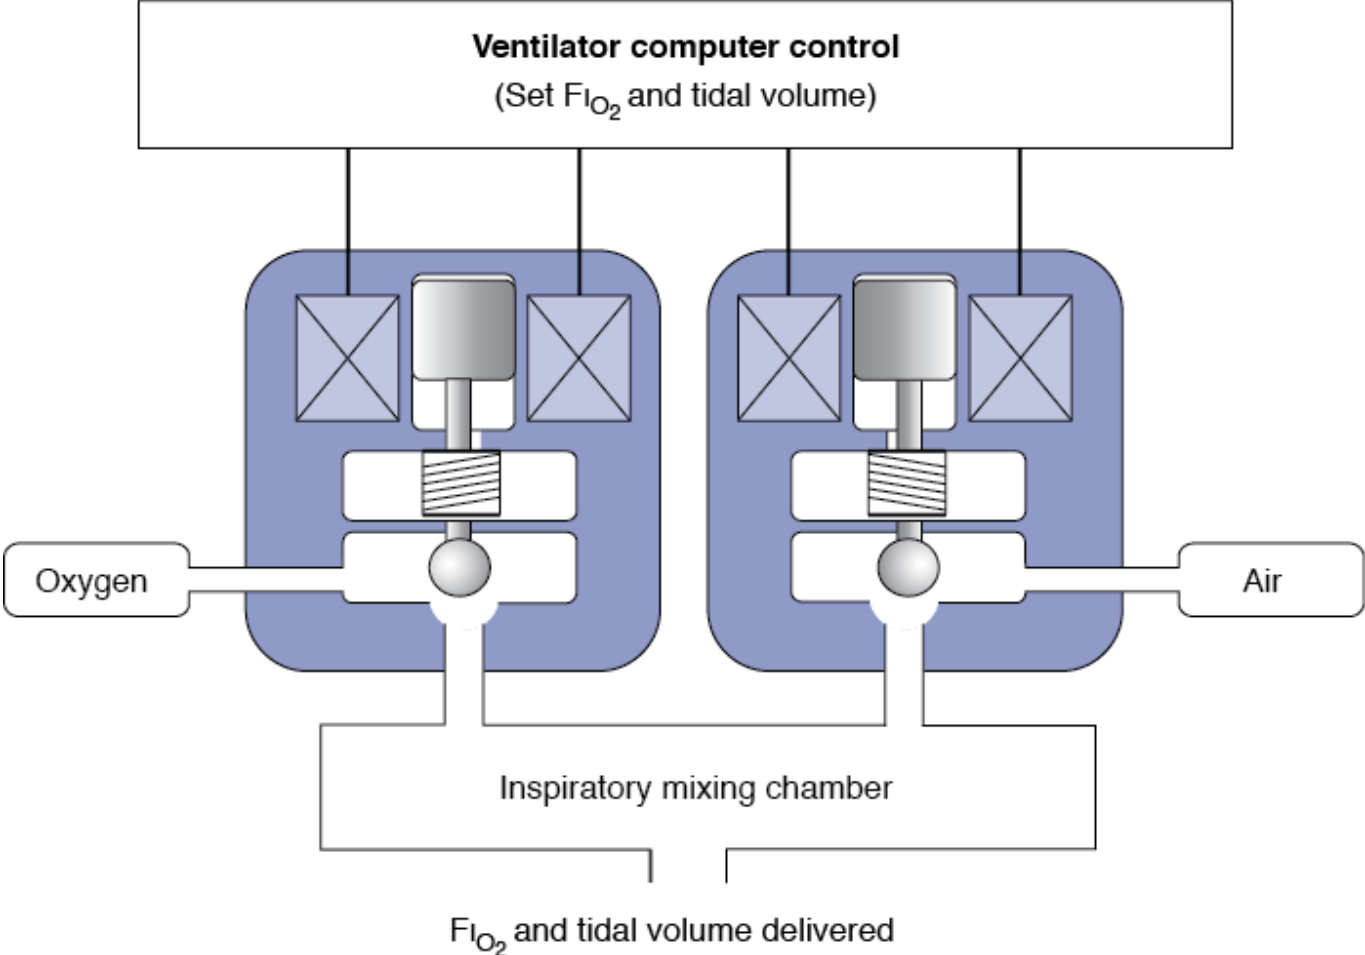 Ventilator computer control
(Set FIO2 and tidal volume)
Oxygen
Air
Inspiratory mixing chamber
FIO2 and tidal volume delivered